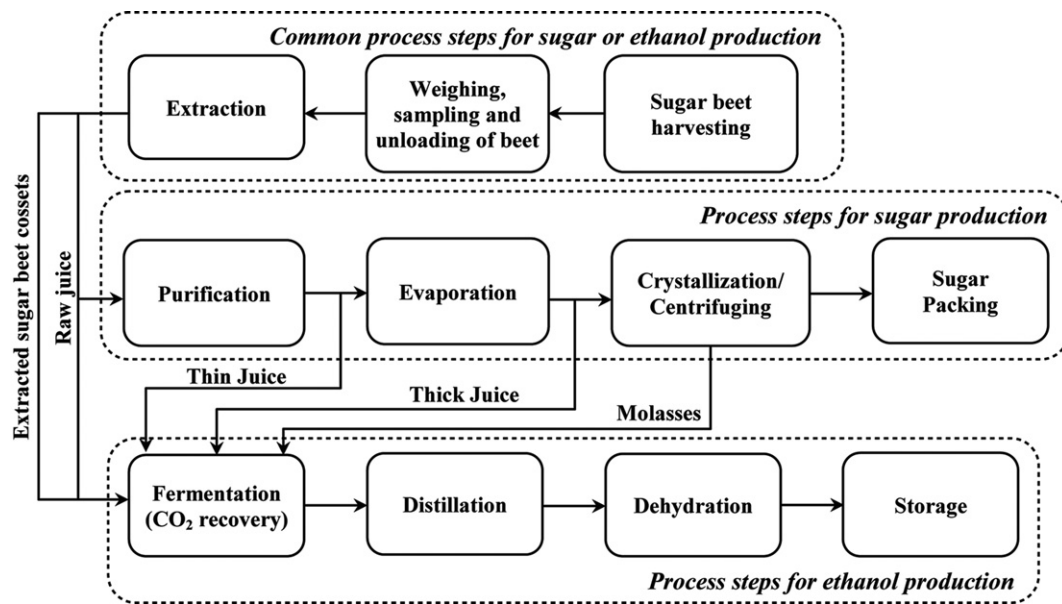 Common process steps for sugar or ethanol production
Extraction
Weighing,
sampling and
unloading of beet
Sugar beet
harvesting
Extracted sugar beet cossets
Raw juice
Process steps for sugar production
Purification
Evaporation
Crystallization/
Centrifuging
Sugar
Packing
Thin Juice
Thick Juice
Molasses
Fermentation
(CO₂ recovery)
Distillation
Dehydration
Storage
Process steps for ethanol production